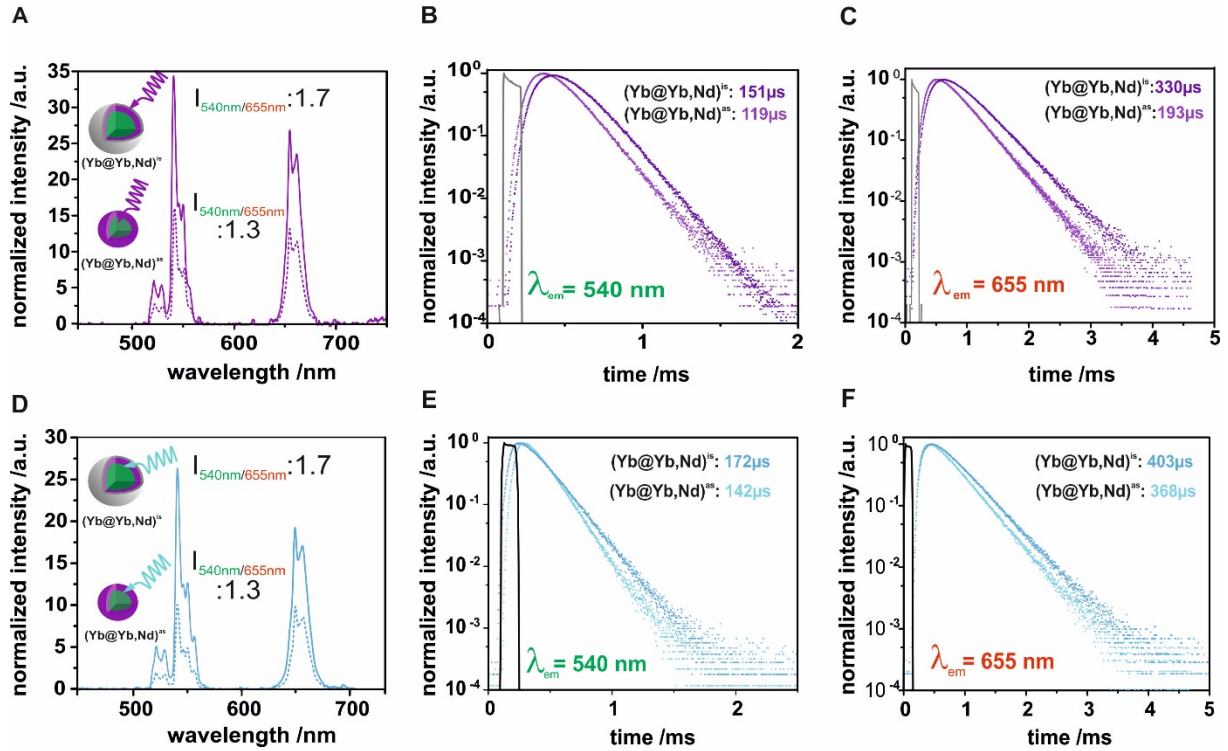 A
normalized intensity /a.u.
35
30
25
20
15
10
5
0
500
600
700
wavelength /nm
I540nm/655nm:1.7
(Yb@Yb,Nd)is
I540nm/655nm
:1.3
(Yb@Yb,Nd)as
B
normalized intensity /a.u.
10^0
10^-1
10^-2
10^-3
10^-4
0
1
2
time /ms
(Yb@Yb,Nd)is: 151µs
(Yb@Yb,Nd)as: 119µs
λem= 540 nm
C
normalized intensity /a.u.
10^0
10^-1
10^-2
10^-3
10^-4
0
1
2
3
4
5
time /ms
(Yb@Yb,Nd)is:330µs
(Yb@Yb,Nd)as:193µs
λem= 655 nm
D
normalized intensity /a.u.
30
25
20
15
10
5
0
500
600
700
wavelength /nm
I540nm/655nm:1.7
(Yb@Yb,Nd)is
I540nm/655nm
:1.3
(Yb@Yb,Nd)as
E
normalized intensity /a.u.
10^0
10^-1
10^-2
10^-3
10^-4
0
1
2
time /ms
(Yb@Yb,Nd)is: 172µs
(Yb@Yb,Nd)as: 142µs
λem= 540 nm
F
normalized intensity /a.u.
10^0
10^-1
10^-2
10^-3
10^-4
0
1
2
3
4
5
time /ms
(Yb@Yb,Nd)is: 403µs
(Yb@Yb,Nd)as: 368µs
λem= 655 nm